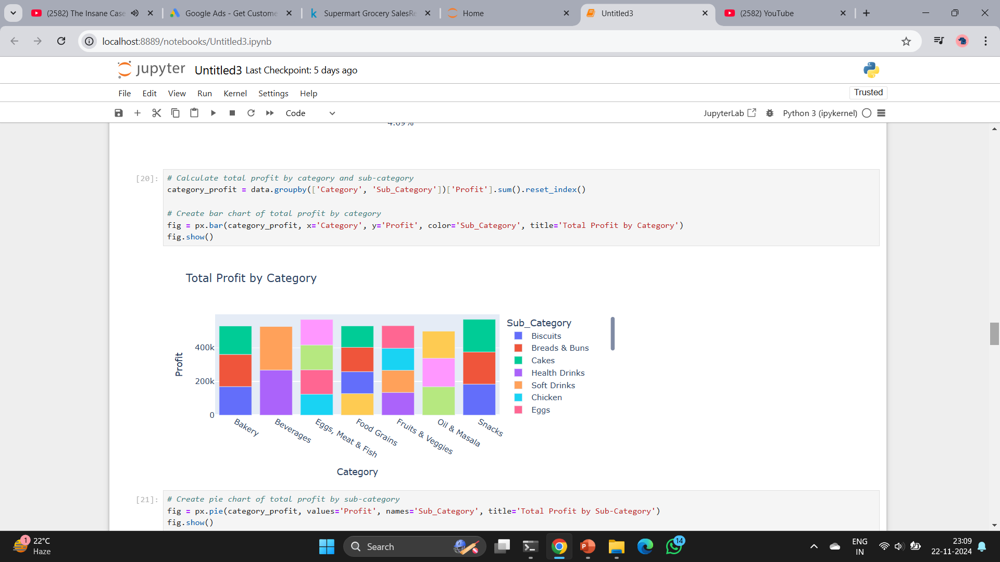 (2582) The Insane Case
Google Ads - Get Custome
Supermart Grocery SalesRe
Home
Untitled3
(2582) YouTube
localhost:8889/notebooks/Untitled3.ipynb
jupyter
Untitled3 Last Checkpoint: 5 days ago
File Edit View Run Kernel Settings Help
Trusted
Code
JupyterLab
Python 3 (ipykernel)
4.09%
[20]:
# Calculate total profit by category and sub-category
category_profit = data.groupby(['Category', 'Sub_Category'])['Profit'].sum().reset_index()
# Create bar chart of total profit by category
fig = px.bar(category_profit, x='Category', y='Profit', color='Sub_Category', title='Total Profit by Category')
fig.show()
Total Profit by Category
Profit
400k
200k
0
Bakery
Beverages
Eggs, Meat & Fish
Food Grains
Fruits & Veggies
Oil & Masala
Snacks
Category
Sub_Category
Biscuits
Breads & Buns
Cakes
Health Drinks
Soft Drinks
Chicken
Eggs
[21]:
# Create pie chart of total profit by sub-category
fig = px.pie(category_profit, values='Profit', names='Sub_Category', title='Total Profit by Sub-Category')
fig.show()
1
22°C
Haze
Search
14
ENG
IN
23:09
22-11-2024